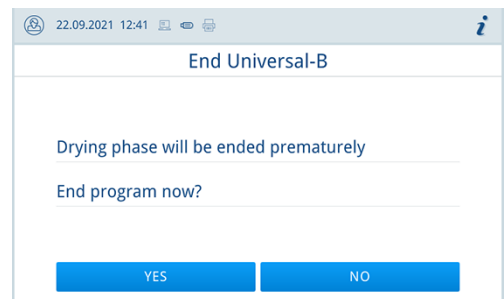 22.09.2021 12:41
i
End Universal-B
Drying phase will be ended prematurely
End program now?
YES
NO